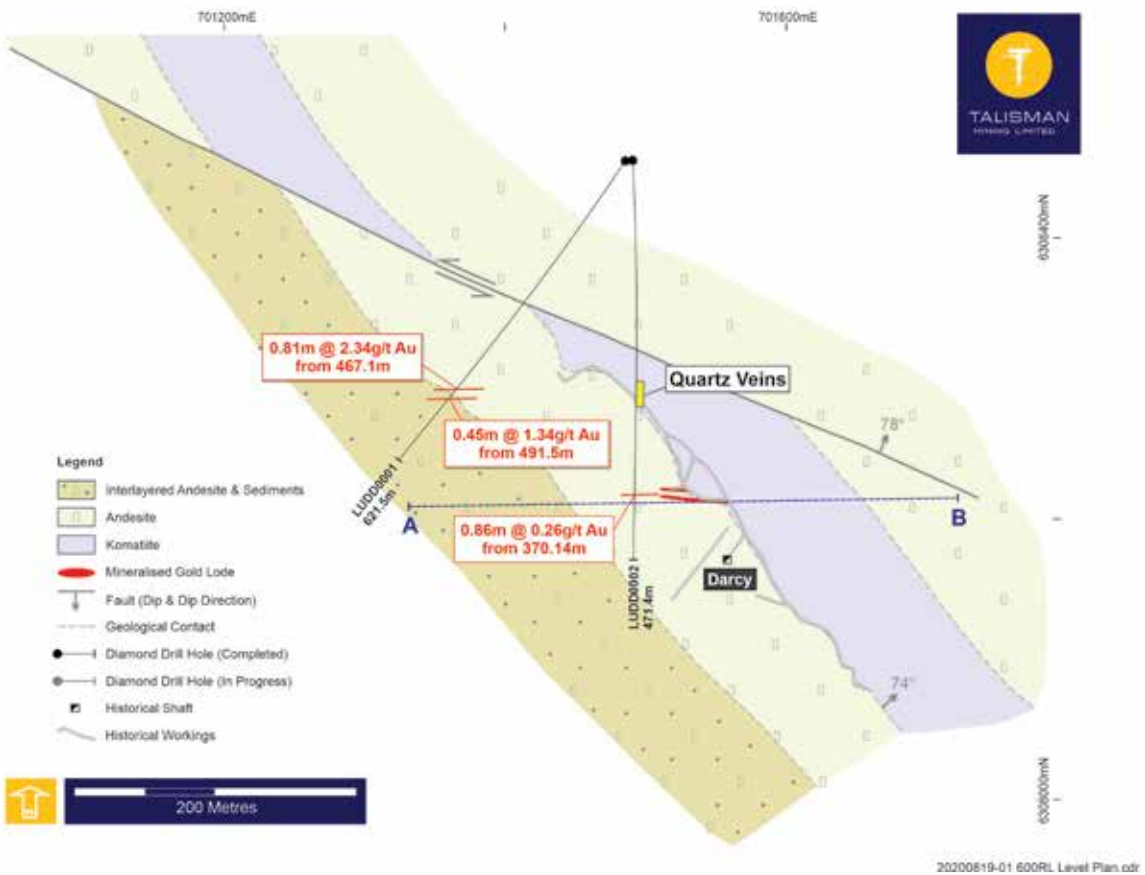 701200mE
701600mE
TALISMAN
MINING LIMITED
6306400mN
0.81m @ 2.34g/t Au
from 467.1m
Quartz Veins
0.45m @ 1.34g/t Au
from 491.5m
78°
Legend
Interlayered Andesite & Sediments
Andesite
Komatiite
Mineralised Gold Lode
Fault (Dip & Dip Direction)
Geological Contact
Diamond Drill Hole (Completed)
Diamond Drill Hole (In Progress)
Historical Shaft
Historical Workings
LUDD0001
621.5m
A
B
0.86m @ 0.26g/t Au
from 370.14m
LUDD0002
471.4m
Darcy
74°
200 Metres
6306000mN
20200819-01 600RL Level Plan.cdr